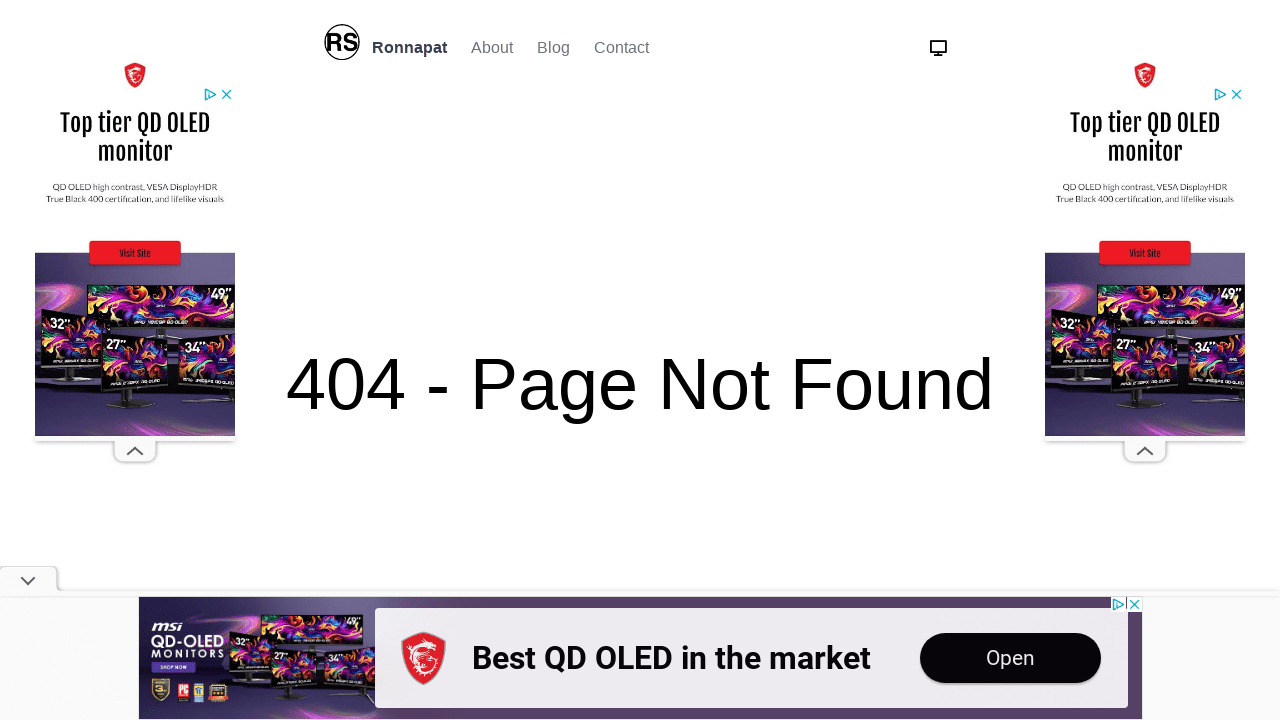 RS Ronnapat About Blog Contact
Top tier QD OLED
monitor
QD OLED high contrast, VESA DisplayHDR
True Black 400 certification, and lifelike visuals
Visit Site
49”
32”
27”
34”
Top tier QD OLED
monitor
QD OLED high contrast, VESA DisplayHDR
True Black 400 certification, and lifelike visuals
Visit Site
49”
32”
27”
34”
404 - Page Not Found
msi
QD-OLED
MONITORS
SHOP NOW
32”
49”
27”
34”
Best QD OLED in the market
Open